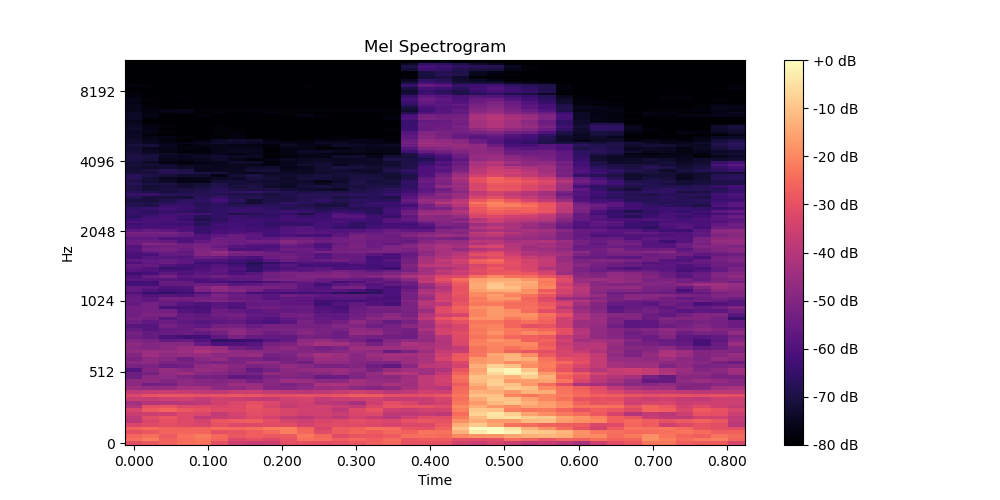 Mel Spectrogram
Hz
8192
4096
2048
1024
512
0
0.000 0.100 0.200 0.300 0.400 0.500 0.600 0.700 0.800
Time
+0 dB
-10 dB
-20 dB
-30 dB
-40 dB
-50 dB
-60 dB
-70 dB
-80 dB